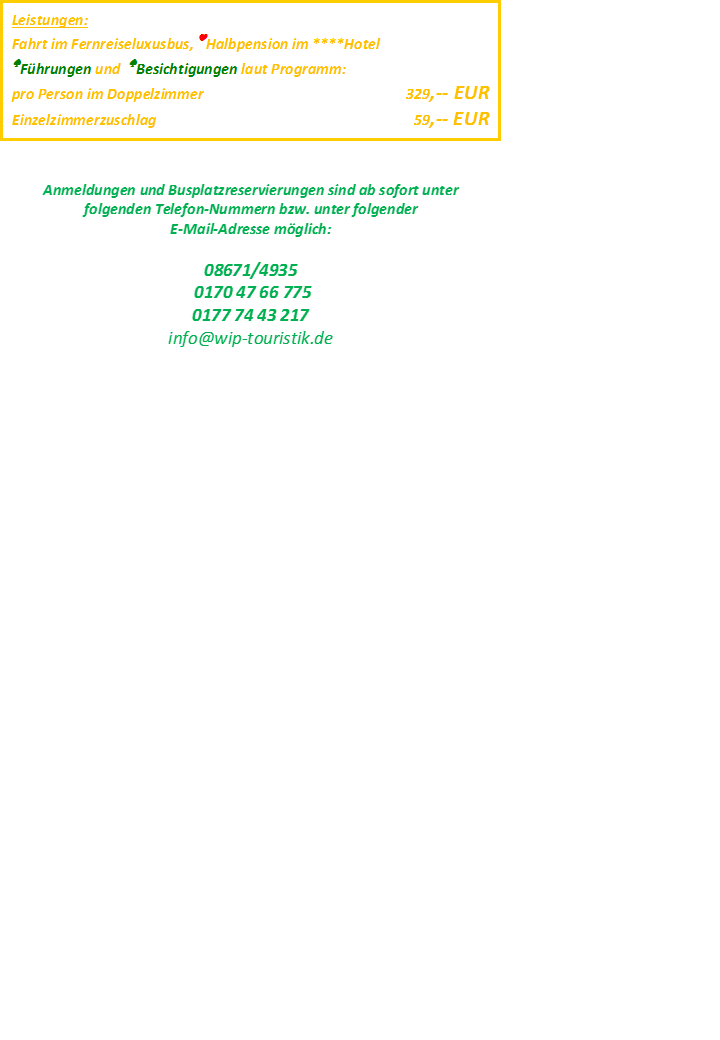 Leistungen:
Fahrt im Fernreiseluxusbus, ♥Halbpension im ****Hotel
♠Führungen und ♠Besichtigungen laut Programm:
pro Person im Doppelzimmer 329,-- EUR
Einzelzimmerzuschlag 59,-- EUR
Anmeldungen und Busplatzreservierungen sind ab sofort unter
folgenden Telefon-Nummern bzw. unter folgender
E-Mail-Adresse möglich:
08671/4935
0170 47 66 775
0177 74 43 217
info@wip-touristik.de